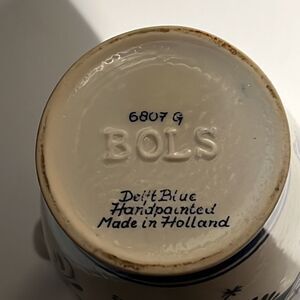 6807 G
BOLS
Delft Blue
Handpainted
Made in Holland